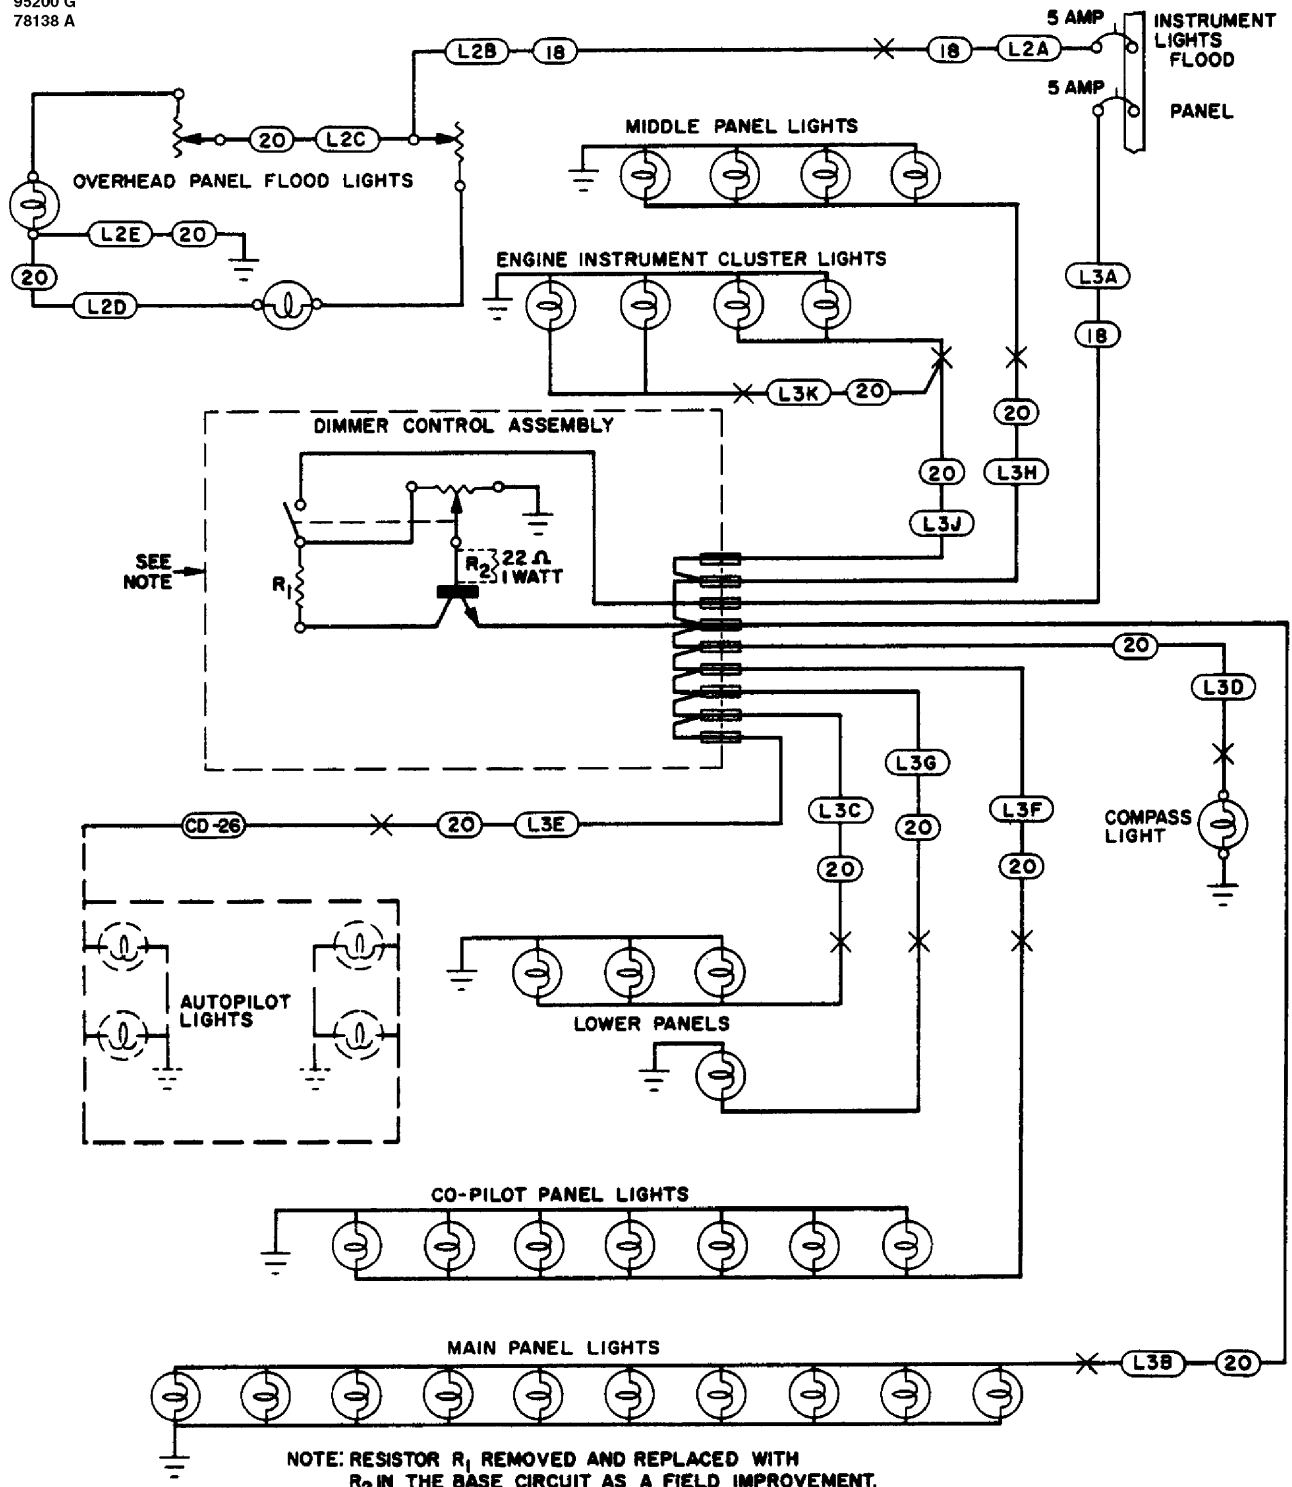 95200 G
78138 A
5 AMP
INSTRUMENT
LIGHTS
FLOOD
L2B 18 18 L2A
5 AMP
PANEL
MIDDLE PANEL LIGHTS
20 L2C
OVERHEAD PANEL FLOOD LIGHTS
L2E 20
20
L2D
ENGINE INSTRUMENT CLUSTER LIGHTS
L3A
18
L3K 20
20
DIMMER CONTROL ASSEMBLY
20 L3H
L3J
SEE
NOTE
R1
R2 22 Ω
1 WATT
20
L3D
L3G
L3C
L3F
CD-26 20 L3E
20
20
20
COMPASS
LIGHT
AUTOPILOT
LIGHTS
LOWER PANELS
CO-PILOT PANEL LIGHTS
MAIN PANEL LIGHTS
L3B 20
NOTE: RESISTOR R1 REMOVED AND REPLACED WITH
R2 IN THE BASE CIRCUIT AS A FIELD IMPROVEMENT.